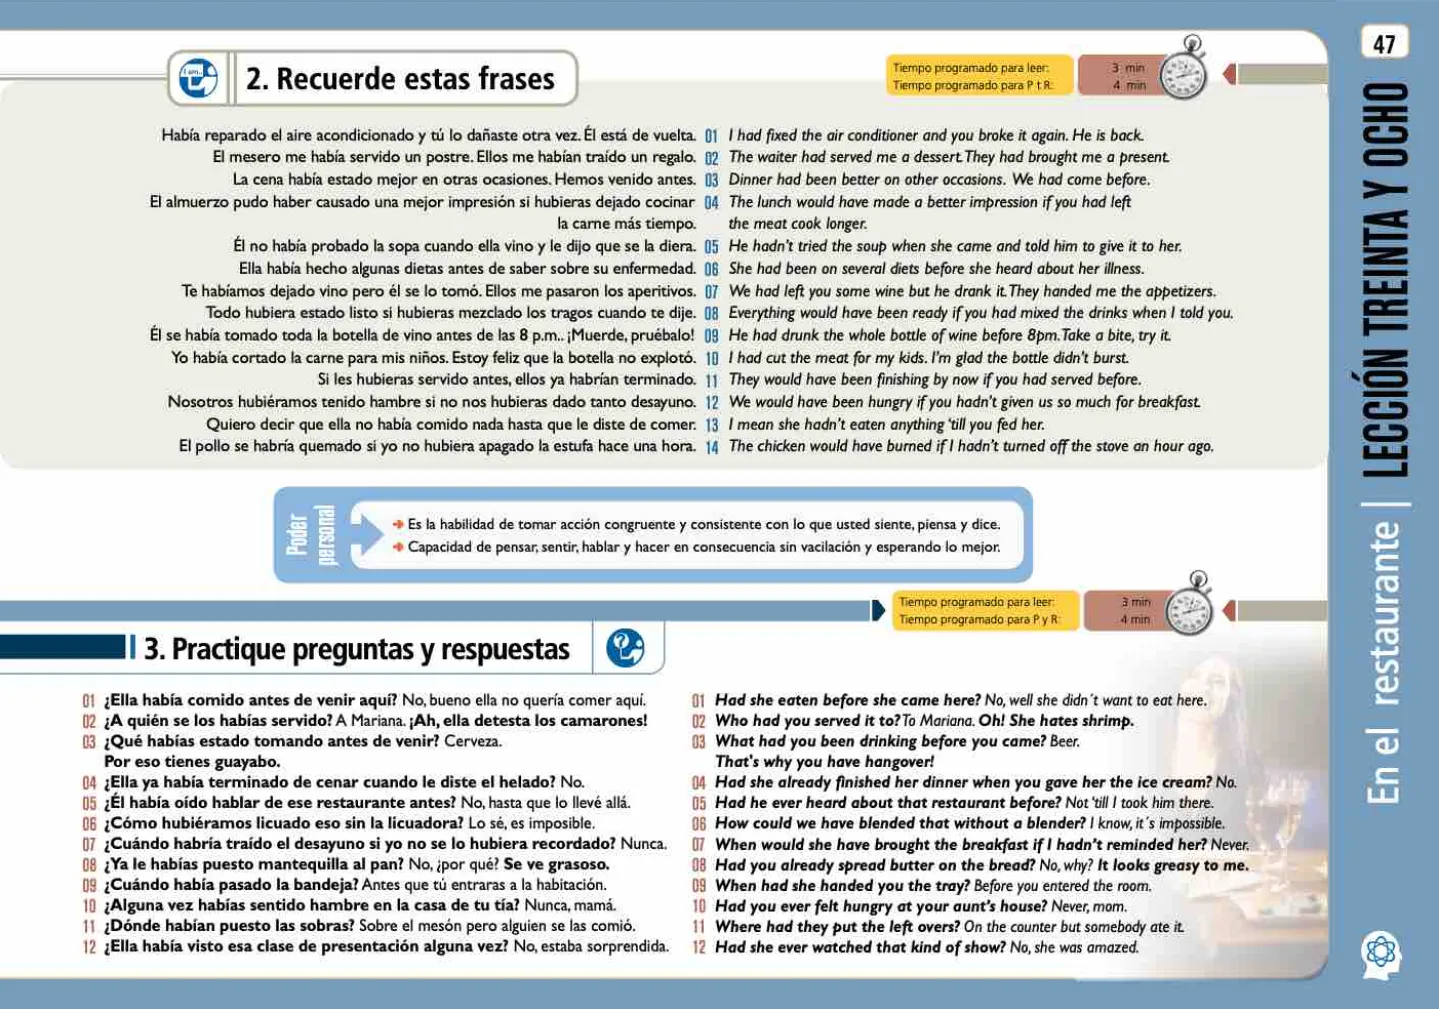 47
LECCIÓN TREINTA Y OCHO
En el restaurante
I am...
2. Recuerde estas frases
Tiempo programado para leer: 3 min
Tiempo programado para P t R: 4 min
Había reparado el aire acondicionado y tú lo dañaste otra vez. Él está de vuelta. 01 I had fixed the air conditioner and you broke it again. He is back.
El mesero me había servido un postre. Ellos me habían traído un regalo. 02 The waiter had served me a dessert. They had brought me a present.
La cena había estado mejor en otras ocasiones. Hemos venido antes. 03 Dinner had been better on other occasions. We had come before.
El almuerzo pudo haber causado una mejor impresión si hubieras dejado cocinar 04 The lunch would have made a better impression if you had left
la carne más tiempo. the meat cook longer.
Él no había probado la sopa cuando ella vino y le dijo que se la diera. 05 He hadn't tried the soup when she came and told him to give it to her.
Ella había hecho algunas dietas antes de saber sobre su enfermedad. 06 She had been on several diets before she heard about her illness.
Te habíamos dejado vino pero él se lo tomó. Ellos me pasaron los aperitivos. 07 We had left you some wine but he drank it. They handed me the appetizers.
Todo hubiera estado listo si hubieras mezclado los tragos cuando te dije. 08 Everything would have been ready if you had mixed the drinks when I told you.
Él se había tomado toda la botella de vino antes de las 8 p.m.. ¡Muerde, pruébalo! 09 He had drunk the whole bottle of wine before 8pm. Take a bite, try it.
Yo había cortado la carne para mis niños. Estoy feliz que la botella no explotó. 10 I had cut the meat for my kids. I'm glad the bottle didn't burst.
Si les hubieras servido antes, ellos ya habrían terminado. 11 They would have been finishing by now if you had served before.
Nosotros hubiéramos tenido hambre si no nos hubieras dado tanto desayuno. 12 We would have been hungry if you hadn't given us so much for breakfast.
Quiero decir que ella no había comido nada hasta que le diste de comer. 13 I mean she hadn't eaten anything 'till you fed her.
El pollo se habría quemado si yo no hubiera apagado la estufa hace una hora. 14 The chicken would have burned if I hadn't turned off the stove an hour ago.
Poder
personal
Es la habilidad de tomar acción congruente y consistente con lo que usted siente, piensa y dice.
Capacidad de pensar, sentir, hablar y hacer en consecuencia sin vacilación y esperando lo mejor.
Tiempo programado para leer: 3 min
Tiempo programado para P y R: 4 min
3. Practique preguntas y respuestas
01 ¿Ella había comido antes de venir aquí? No, bueno ella no quería comer aquí.
02 ¿A quién se los habías servido? A Mariana. ¡Ah, ella detesta los camarones!
03 ¿Qué habías estado tomando antes de venir? Cerveza.
Por eso tienes guayabo.
04 ¿Ella ya había terminado de cenar cuando le diste el helado? No.
05 ¿Él había oído hablar de ese restaurante antes? No, hasta que lo llevé allá.
06 ¿Cómo hubiéramos licuado eso sin la licuadora? Lo sé, es imposible.
07 ¿Cuándo habría traído el desayuno si yo no se lo hubiera recordado? Nunca.
08 ¿Ya le habías puesto mantequilla al pan? No, ¿por qué? Se ve grasoso.
09 ¿Cuándo había pasado la bandeja? Antes que tú entraras a la habitación.
10 ¿Alguna vez habías sentido hambre en la casa de tu tía? Nunca, mamá.
11 ¿Dónde habían puesto las sobras? Sobre el mesón pero alguien se las comió.
12 ¿Ella había visto esa clase de presentación alguna vez? No, estaba sorprendida.
01 Had she eaten before she came here? No, well she didn´t want to eat here.
02 Who had you served it to? To Mariana. Oh! She hates shrimp.
03 What had you been drinking before you came? Beer.
That's why you have hangover!
04 Had she already finished her dinner when you gave her the ice cream? No.
05 Had he ever heard about that restaurant before? Not 'till I took him there.
06 How could we have blended that without a blender? I know, it´s impossible.
07 When would she have brought the breakfast if I hadn't reminded her? Never.
08 Had you already spread butter on the bread? No, why? It looks greasy to me.
09 When had she handed you the tray? Before you entered the room.
10 Had you ever felt hungry at your aunt's house? Never, mom.
11 Where had they put the left overs? On the counter but somebody ate it.
12 Had she ever watched that kind of show? No, she was amazed.